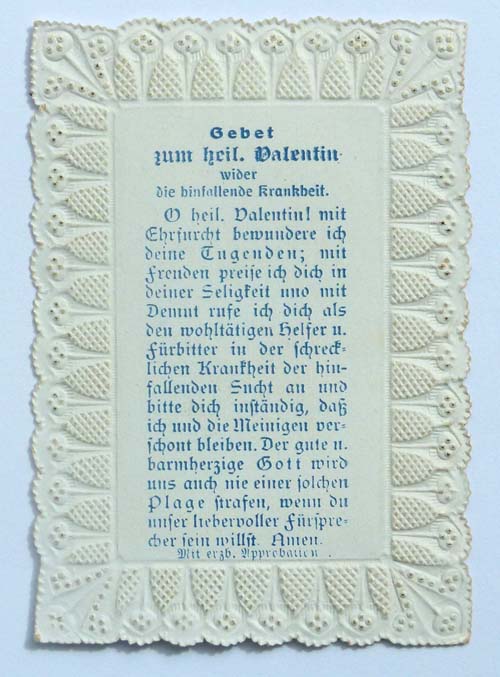 Gebet
zum heil. Valentin
wider
die hinfallende Krankheit.
O heil. Valentin! mit
Ehrfurcht bewundere ich
deine Tugenden; mit
Freuden preise ich dich in
deiner Seligkeit uno mit
Demut rufe ich dich als
den wohltätigen Helfer u.
Fürbitter in der schreck-
lichen Krankheit der hin-
fallenden Sucht an und
bitte dich inständig, daß
ich und die Meinigen ver-
schont bleiben. Der gute u.
barmherzige Gott wird
uns auch nie einer solchen
Plage strafen, wenn du
unser liebevoller Fürspre-
cher sein willst. Amen.
Mit erzb. Approbation.